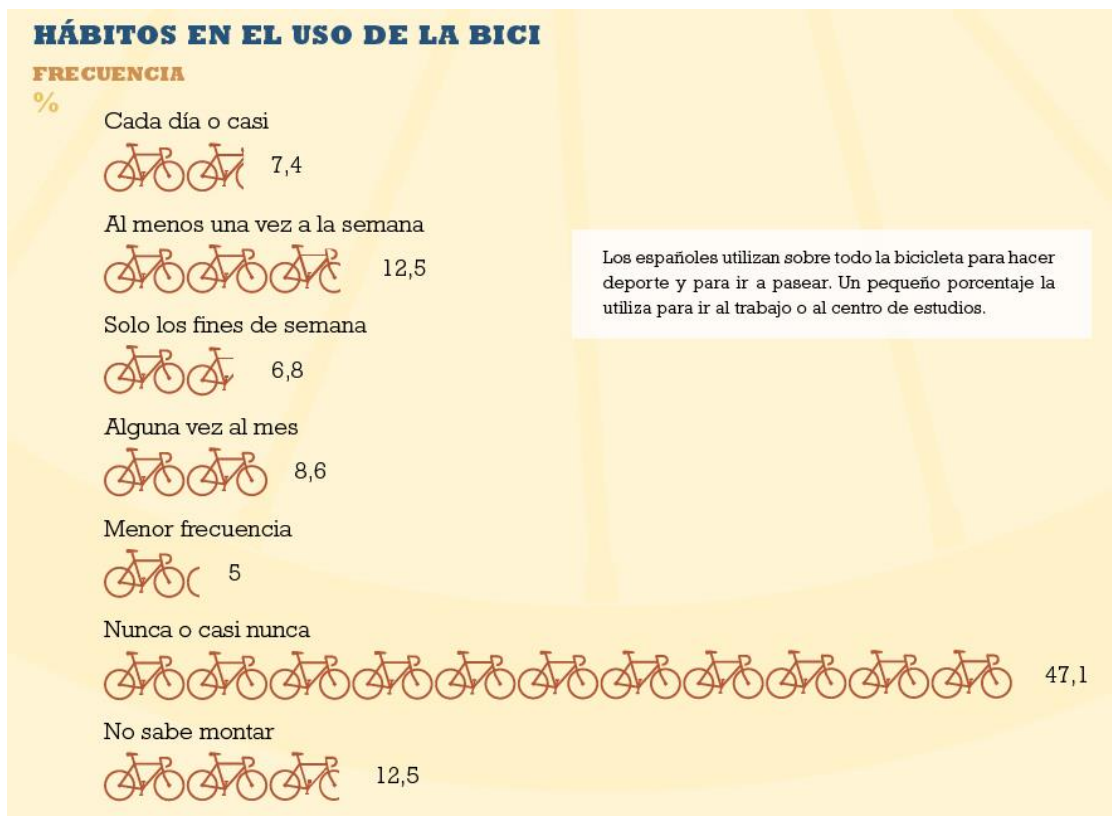 HÁBITOS EN EL USO DE LA BICI
FRECUENCIA
%
Cada día o casi
7,4
Al menos una vez a la semana
12,5
Los españoles utilizan sobre todo la bicicleta para hacer
deporte y para ir a pasear. Un pequeño porcentaje la
utiliza para ir al trabajo o al centro de estudios.
Solo los fines de semana
6,8
Alguna vez al mes
8,6
Menor frecuencia
5
Nunca o casi nunca
47,1
No sabe montar
12,5